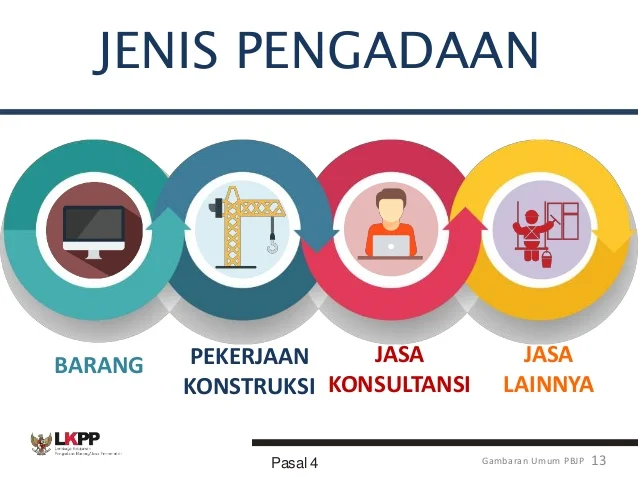 JENIS PENGADAAN
BARANG
PEKERJAAN
KONSTRUKSI
JASA
KONSULTANSI
JASA
LAINNYA
LKPP
Lembaga Kebijakan
Pengadaan Barang/Jasa Pemerintah
Pasal 4
Gambaran Umum PBJP 13